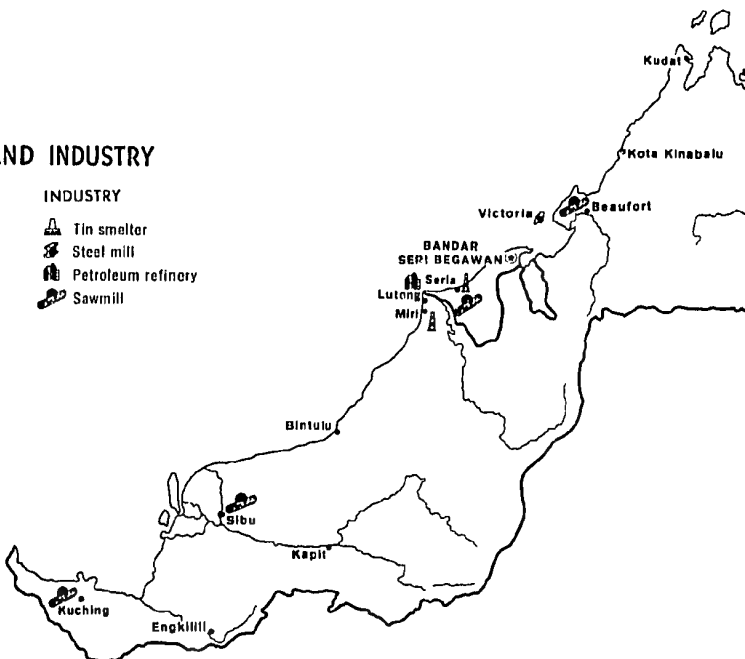 Kudat
ND INDUSTRY
Kota Kinabalu
INDUSTRY
Victoria
Beaufort
Tin smelter
BANDAR
SERI BEGAWAN
Steel mill
Petroleum refinery
Seria
Lutong
Sawmill
Miri
Bintulu
Sibu
Kapit
Kuching
Engkilili